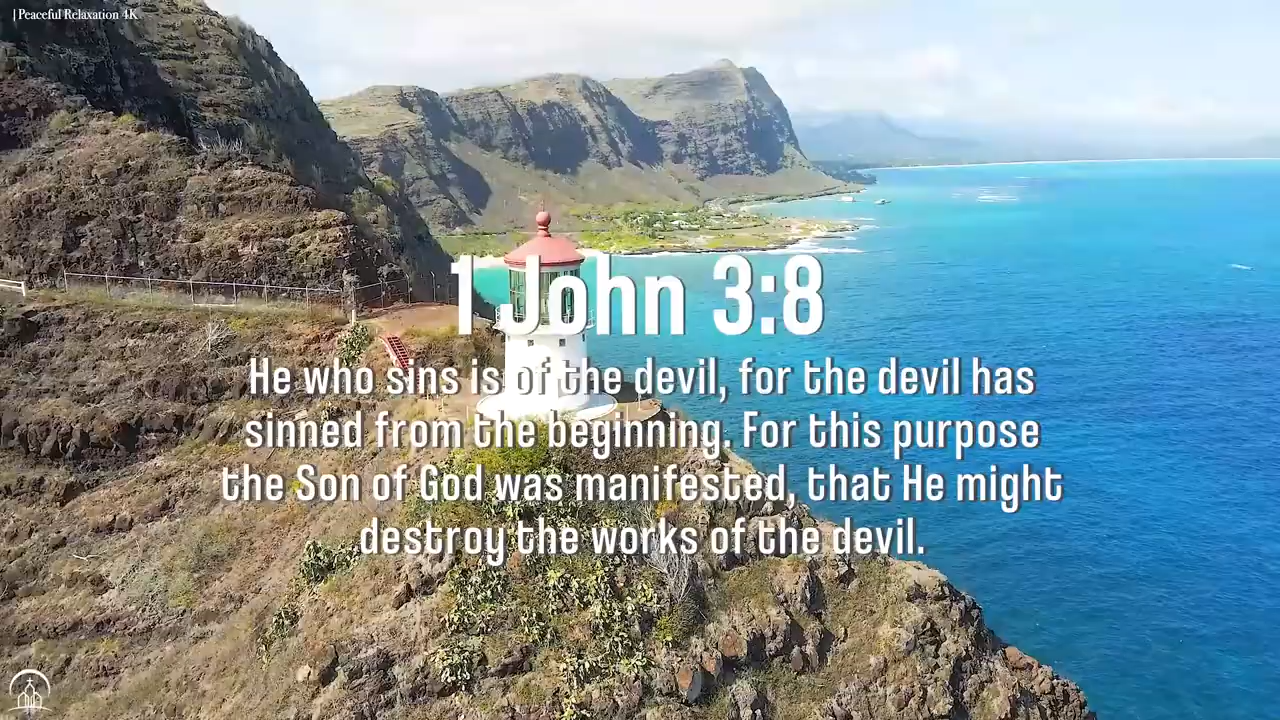 | Peaceful Relaxation 4K
1 John 3:8
He who sins is of the devil, for the devil has
sinned from the beginning. For this purpose
the Son of God was manifested, that He might
destroy the works of the devil.